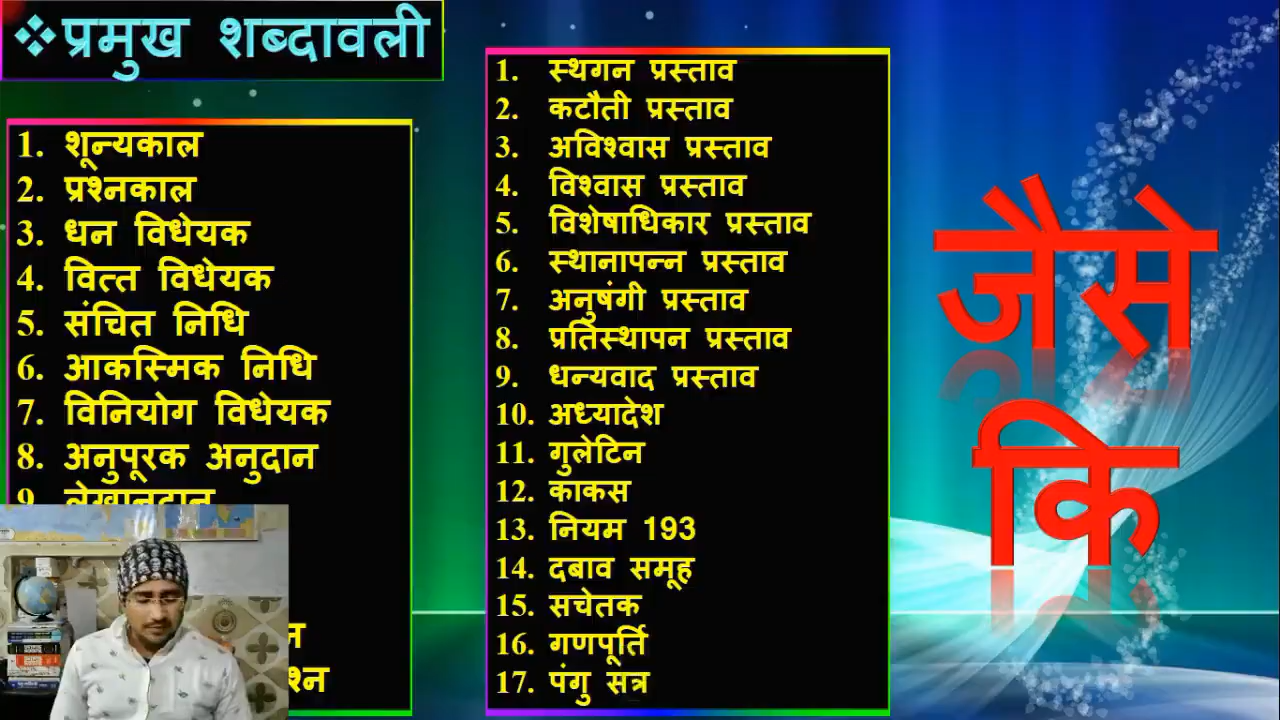 ❖प्रमुख शब्दावली
1. शून्यकाल
2. प्रश्नकाल
3. धन विधेयक
4. वित्त विधेयक
5. संचित निधि
6. आकस्मिक निधि
7. विनियोग विधेयक
8. अनुपूरक अनुदान
9. लेखानुदान
1. स्थगन प्रस्ताव
2. कटौती प्रस्ताव
3. अविश्वास प्रस्ताव
4. विश्वास प्रस्ताव
5. विशेषाधिकार प्रस्ताव
6. स्थानापन्न प्रस्ताव
7. अनुषंगी प्रस्ताव
8. प्रतिस्थापन प्रस्ताव
9. धन्यवाद प्रस्ताव
10. अध्यादेश
11. गुलेटिन
12. काकस
13. नियम 193
14. दबाव समूह
15. सचेतक
16. गणपूर्ति
17. पंगु सत्र
जैसे
कि